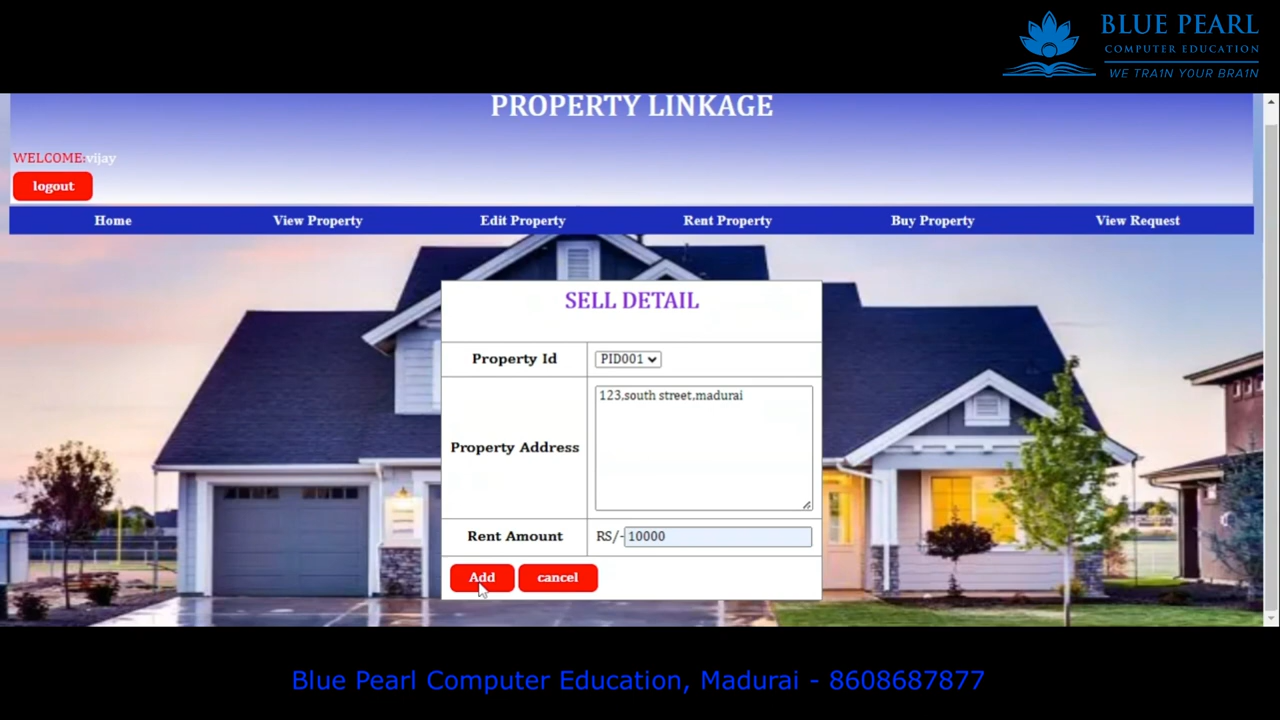 BLUE PEARL
COMPUTER EDUCATION
WE TRAIN YOUR BRAIN
PROPERTY LINKAGE
WELCOME:vijay
logout
Home View Property Edit Property Rent Property Buy Property View Request
SELL DETAIL
Property Id PID001
Property Address 123,south street,madurai
Rent Amount RS/-10000
Add cancel
Blue Pearl Computer Education, Madurai - 8608687877